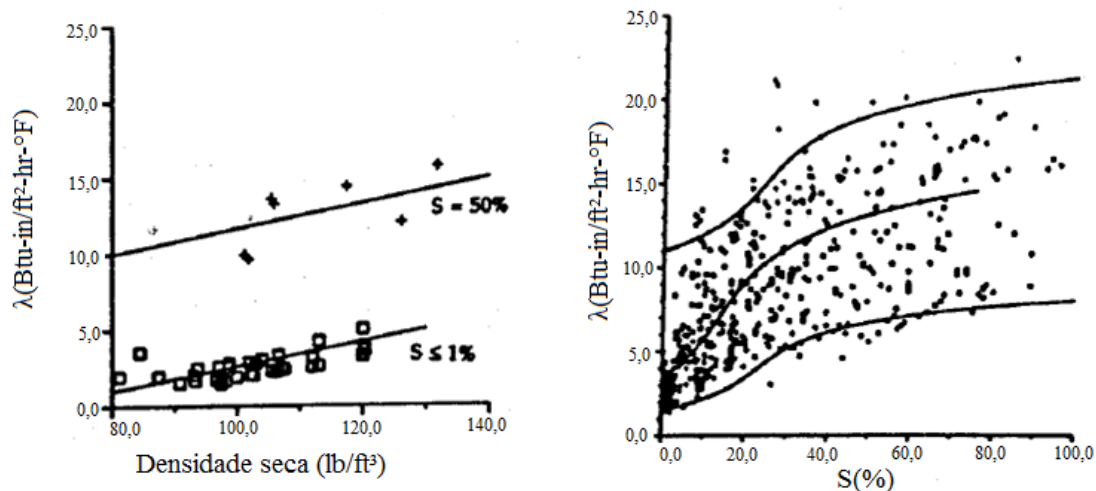 25,0
20,0
15,0
10,0
5,0
0,0
80,0 100,0 120,0 140,0
λ(Btu-in/ft²-hr-°F)
Densidade seca (lb/ft³)
S = 50%
S ≤ 1%
25,0
20,0
15,0
10,0
5,0
0,0
0,0 20,0 40,0 60,0 80,0 100,0
λ(Btu-in/ft²-hr-°F)
S(%)